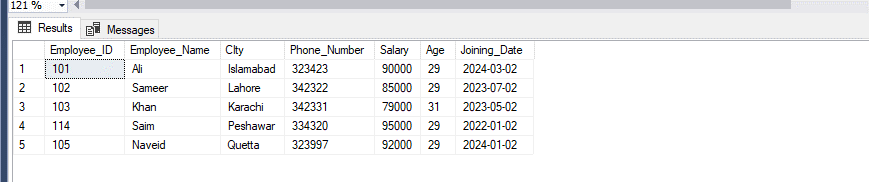 121 %
Results Messages
Employee_ID Employee_Name CIty Phone_Number Salary Age Joining_Date
1 101 Ali Islamabad 323423 90000 29 2024-03-02
2 102 Sameer Lahore 342322 85000 29 2023-07-02
3 103 Khan Karachi 342331 79000 31 2023-05-02
4 114 Saim Peshawar 334320 95000 29 2022-01-02
5 105 Naveid Quetta 323997 92000 29 2024-01-02